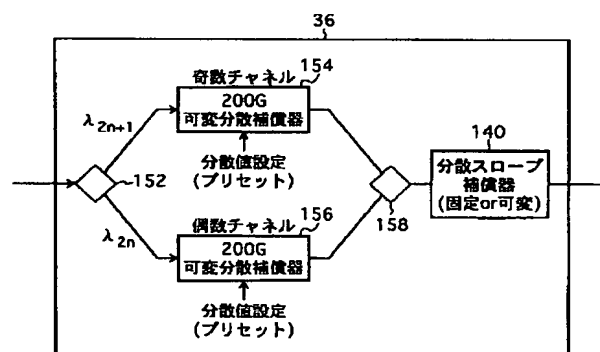 36
奇数チャネル
154
200G
可変分散補償器
λ2n+1
分散値設定
(プリセット)
152
140
分散スロープ
補償器
(固定or可変)
158
偶数チャネル
156
λ2n
200G
可変分散補償器
分散値設定
(プリセット)